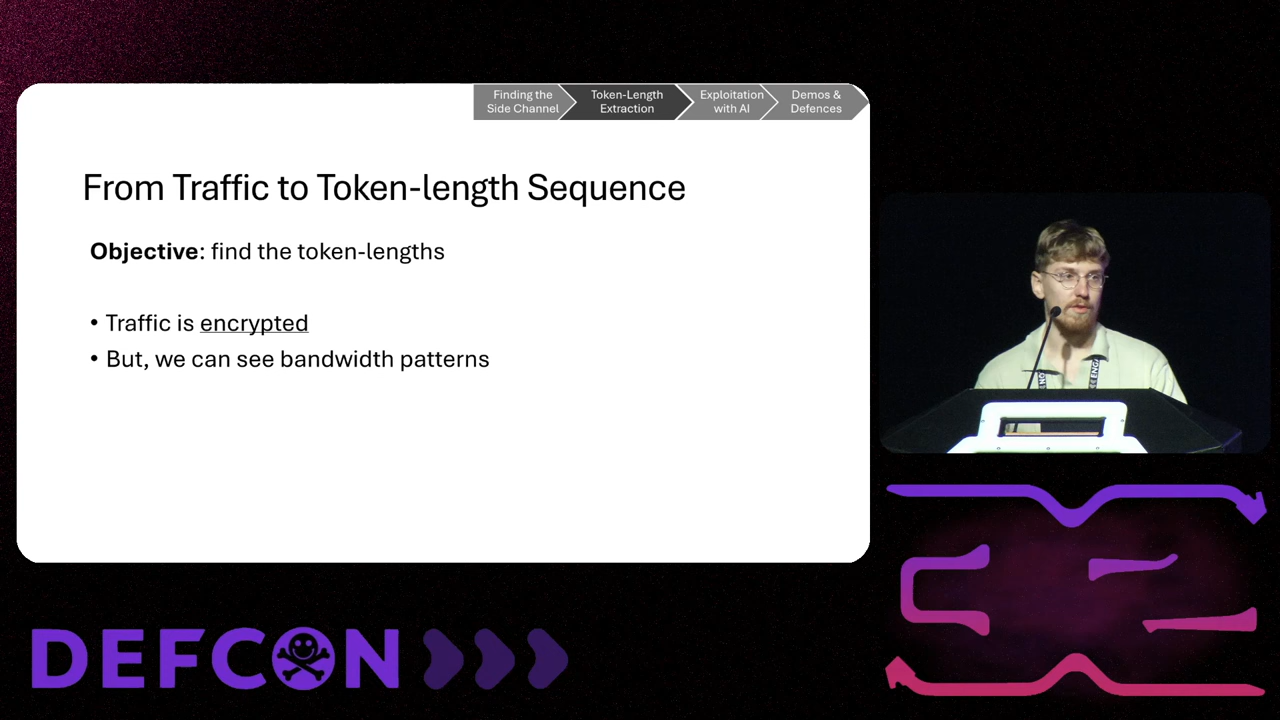 Finding the
Side Channel
Token-Length
Extraction
Exploitation
with AI
Demos &
Defences
From Traffic to Token-length Sequence
Objective: find the token-lengths
• Traffic is encrypted
• But, we can see bandwidth patterns
DEFCON